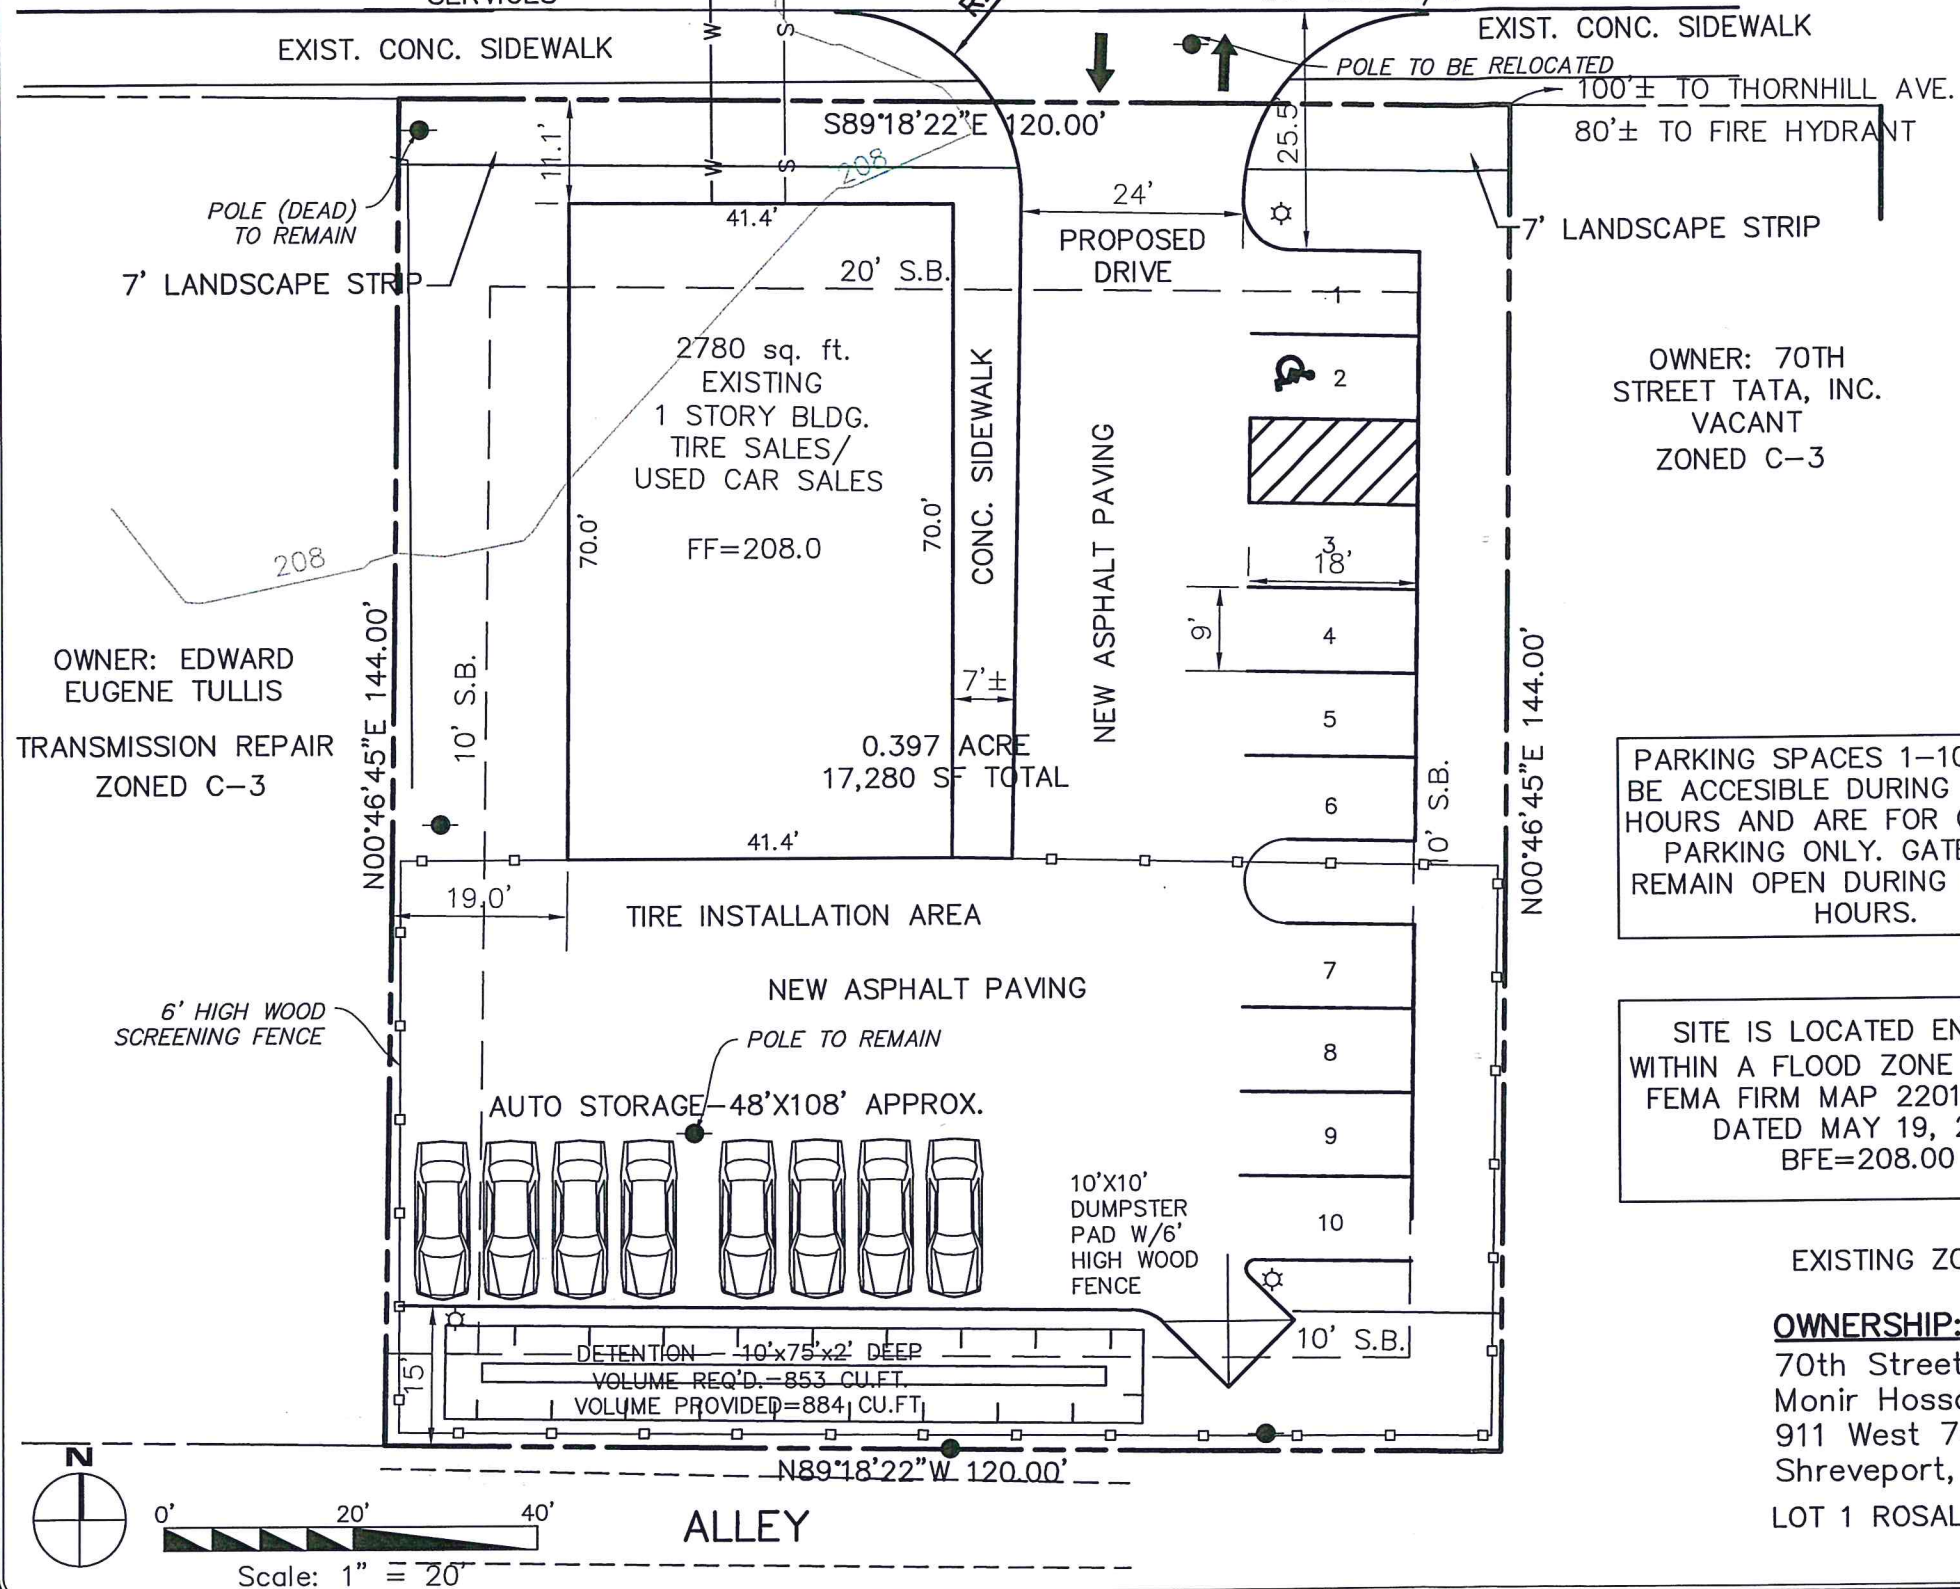 SERVICES
EXIST. CONC. SIDEWALK
W
S
EXIST. CONC. SIDEWALK
POLE TO BE RELOCATED
100'± TO THORNHILL AVE.
80'± TO FIRE HYDRANT
S89°18'22"E 120.00'
25.5'
11.1'
W
S
208
POLE (DEAD)
TO REMAIN
7' LANDSCAPE STRIP
41.4'
24'
PROPOSED
DRIVE
7' LANDSCAPE STRIP
20' S.B.
1
2780 sq. ft.
EXISTING
1 STORY BLDG.
TIRE SALES/
USED CAR SALES
FF=208.0
70.0'
70.0'
CONC. SIDEWALK
NEW ASPHALT PAVING
2
3
18'
9'
4
5
6
OWNER: 70TH
STREET TATA, INC.
VACANT
ZONED C-3
208
OWNER: EDWARD
EUGENE TULLIS
TRANSMISSION REPAIR
ZONED C-3
N00°46'45"E 144.00'
10' S.B.
7'±
0.397 ACRE
17,280 SF TOTAL
41.4'
10' S.B.
N00°46'45"E 144.00'
PARKING SPACES 1-10
BE ACCESIBLE DURING
HOURS AND ARE FOR
PARKING ONLY.
REMAIN OPEN DURING
HOURS.
19.0'
TIRE INSTALLATION AREA
7
NEW ASPHALT PAVING
6' HIGH WOOD
SCREENING FENCE
POLE TO REMAIN
8
AUTO STORAGE-48'X108' APPROX.
9
10
10'X10'
DUMPSTER
PAD W/6'
HIGH WOOD
FENCE
SITE IS LOCATED
WITHIN A FLOOD ZONE
FEMA FIRM MAP 2201
DATED MAY 19,
BFE=208.00
EXISTING
OWNERSHIP:
70th Street
Monir
911 West 7
Shreveport,
LOT 1
15'
DETENTION - 10'x75'x2' DEEP
VOLUME REQ'D.-853 CU.FT.
VOLUME PROVIDED=884 CU.FT
10' S.B.
N89°18'22"W 120.00'
N
0'
20'
40'
Scale: 1" = 20'
ALLEY